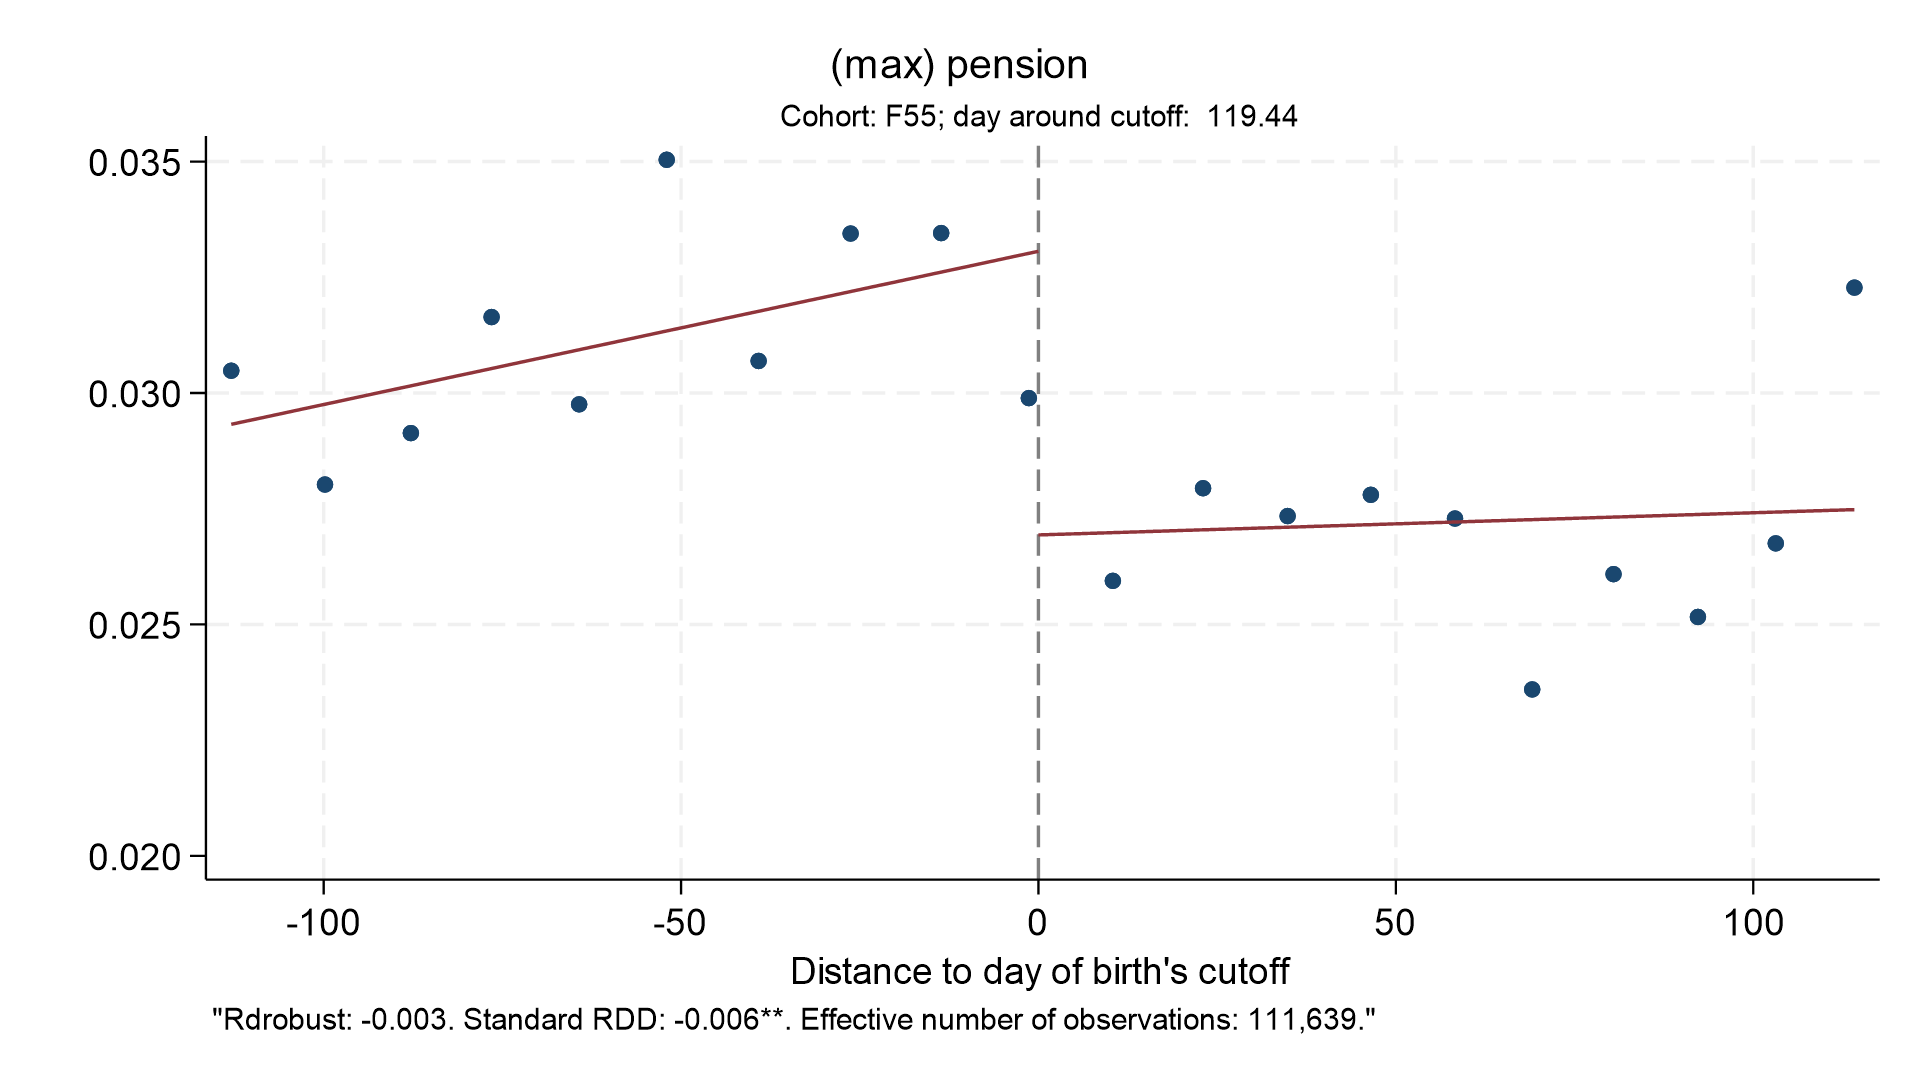 (max) pension
Cohort: F55; day around cutoff:  119.44
0.035
0.030
0.025
0.020
-100 -50 0 50 100
Distance to day of birth's cutoff
"Rdrobust: -0.003. Standard RDD: -0.006**. Effective number of observations: 111,639."